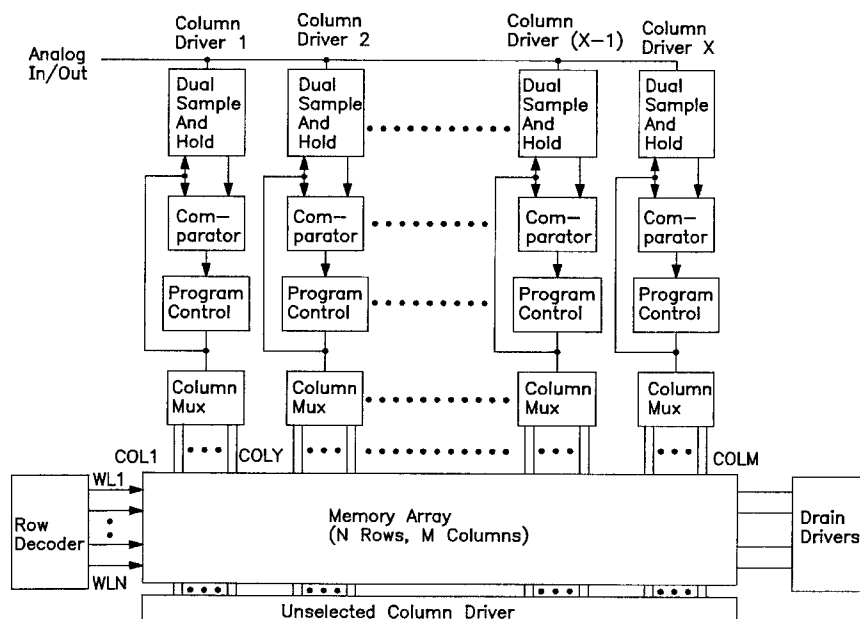 Column
Driver 1
Column
Driver 2
Column
Driver (X-1)
Column
Driver X
Analog
In/Out
Dual
Sample
And
Hold
Dual
Sample
And
Hold
Dual
Sample
And
Hold
Dual
Sample
And
Hold
Com-
parator
Com-
parator
Com-
parator
Com-
parator
Program
Control
Program
Control
Program
Control
Program
Control
Column
Mux
Column
Mux
Column
Mux
Column
Mux
COL1
COLY
COLM
WL1
Row
Decoder
WLN
Memory Array
(N Rows, M Columns)
Drain
Drivers
Unselected Column Driver